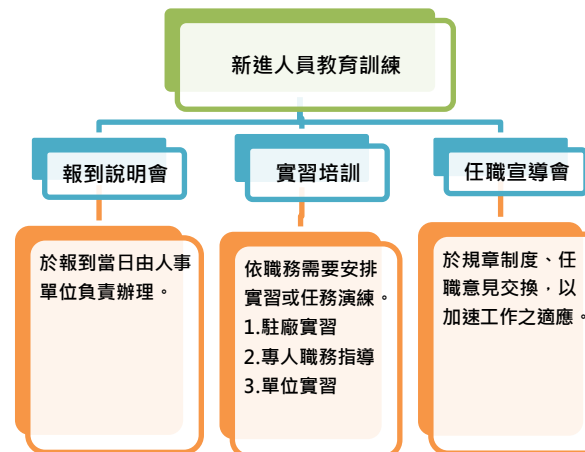 新進人員教育訓練
報到說明會
實習培訓
任職宣導會
於報到當日由人事
單位負責辦理。
依職務需要安排
實習或任務演練。
1.駐廠實習
2.專人職務指導
3.單位實習
於規章制度、任
職意見交換，以
加速工作之適應。